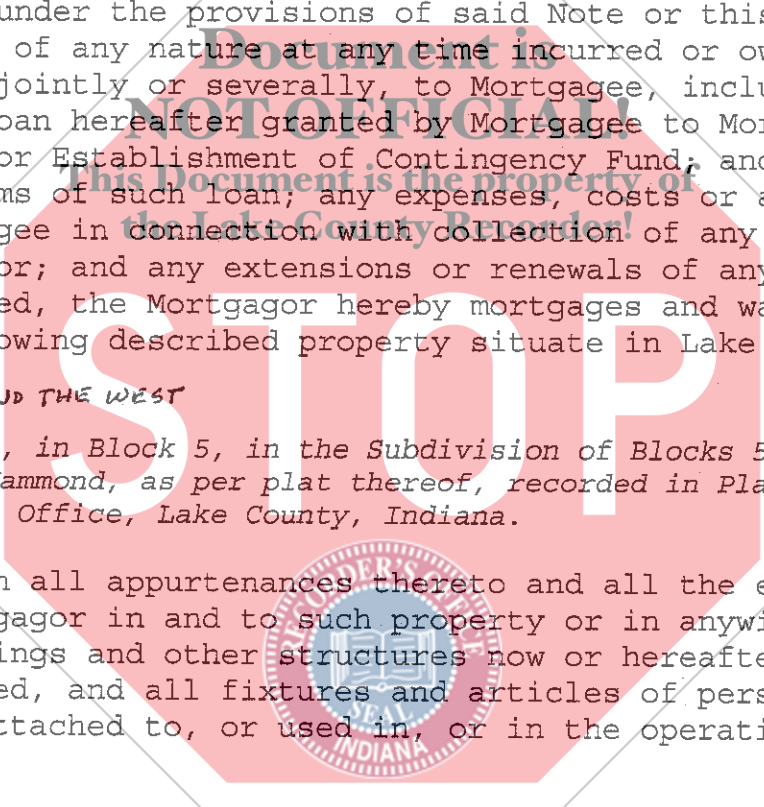 under the provisions of said Note or this
of any nature at any time incurred or ow
Document is
jointly or severally, to Mortgagee, inclu
NOT OFFICIAL!
oan hereafter granted by Mortgagee to Mor
or Establishment of Contingency Fund; and
This Document is the property of
ms of such loan; any expenses, costs or a
the Lake County Recorder!
gee in connection with collection of any
or; and any extensions or renewals of any
ed, the Mortgagor hereby mortgages and wa
owing described property situate in Lake
STOP
THE WEST
, in Block 5, in the Subdivision of Blocks 5
ammond, as per plat thereof, recorded in Pla
Office, Lake County, Indiana.
h all appurtenances thereto and all the e
gagor in and to such property or in anywi
ings and other structures now or hereafte
ed, and all fixtures and articles of pers
ttached to, or used in, or in the operati
RECORDER'S OFFICE
SEAL
INDIANA